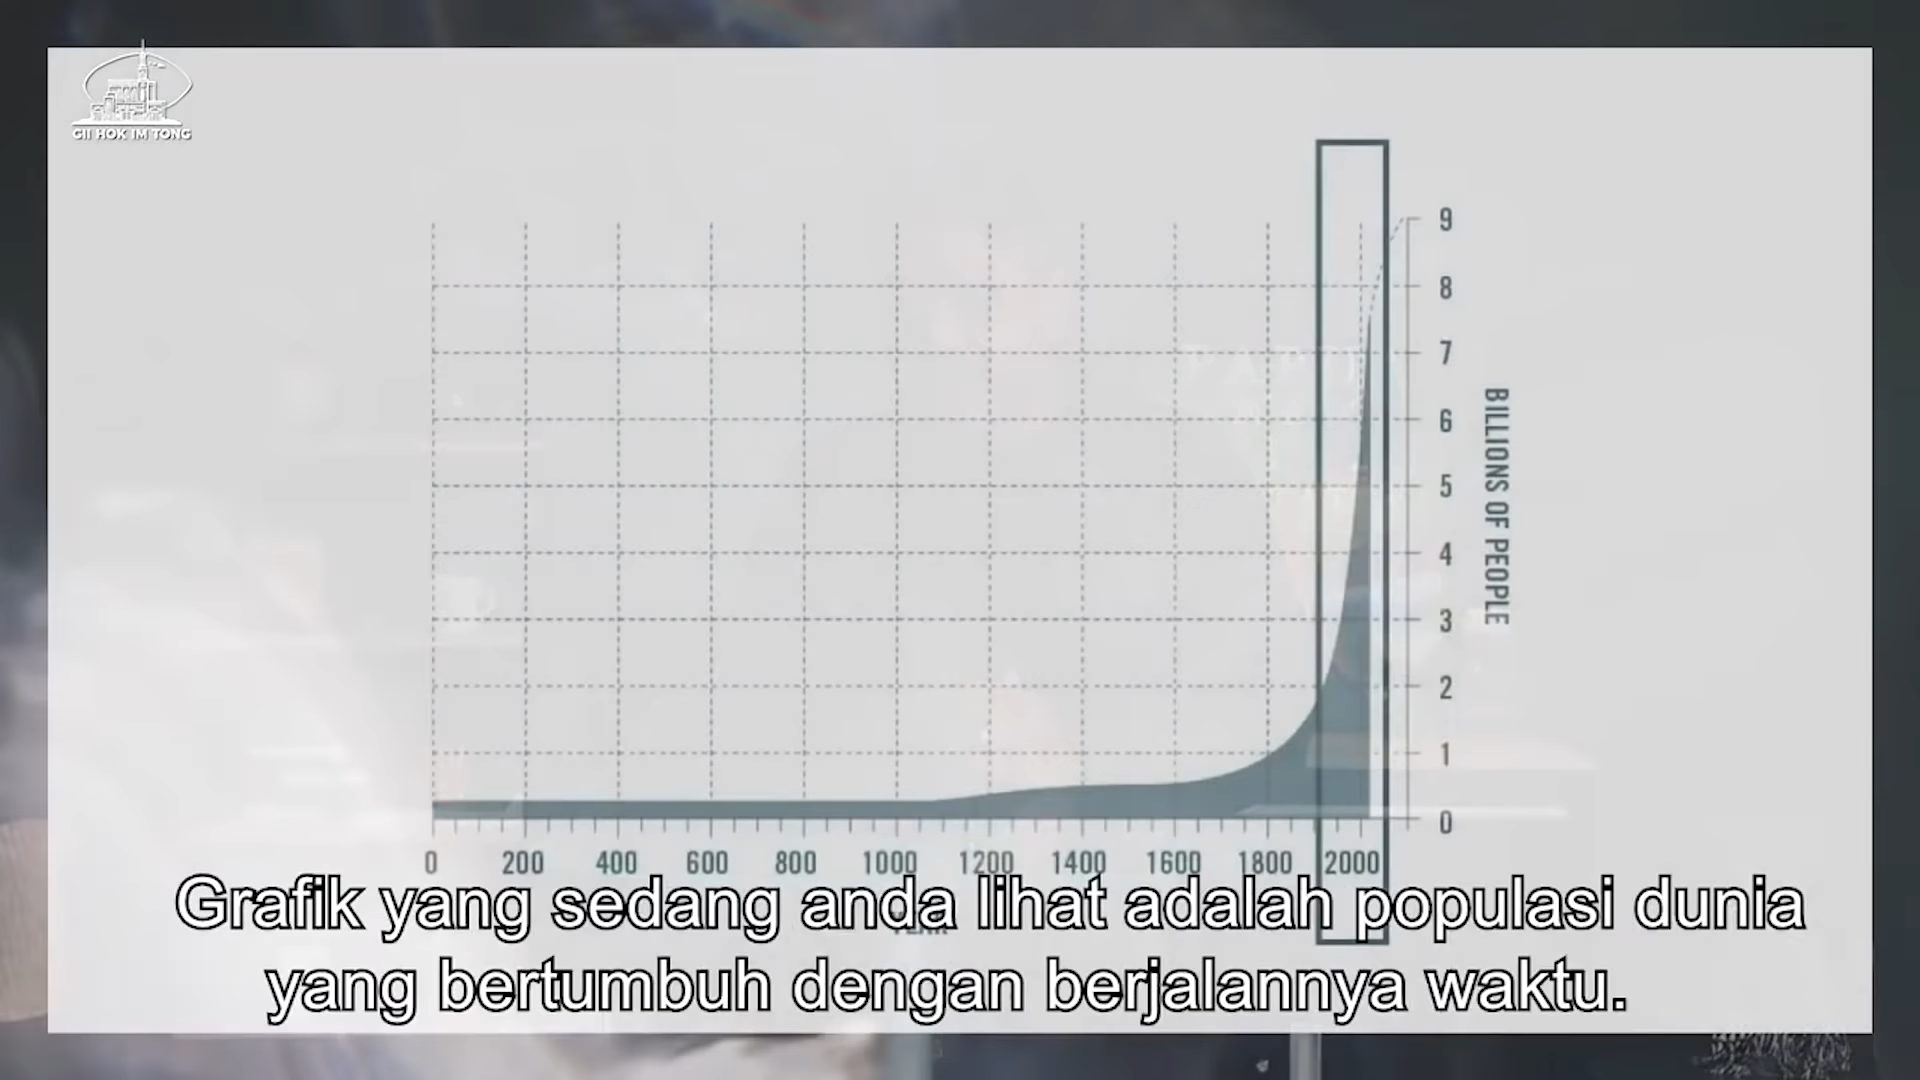 GII HOK IM TONG
9
8
7
6
5
4
3
2
1
0
BILLIONS OF PEOPLE
0 200 400 600 800 1000 1200 1400 1600 1800 2000
Grafik yang sedang anda lihat adalah populasi dunia
yang bertumbuh dengan berjalannya waktu.